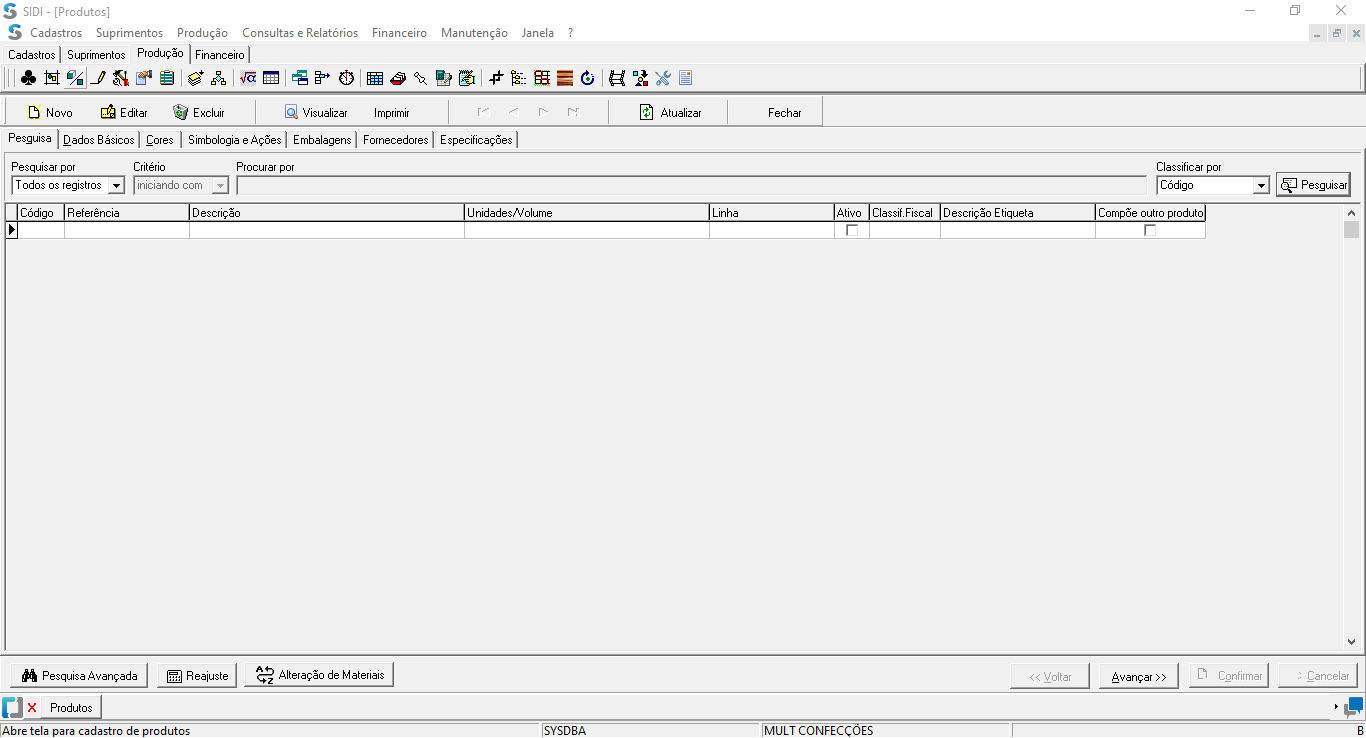 SIDI - [Produtos]
Cadastros Suprimentos Produção Consultas e Relatórios Financeiro Manutenção Janela ?
Cadastros Suprimentos Produção Financeiro
Novo Editar Excluir Visualizar Imprimir Atualizar Fechar
Pesquisa Dados Básicos Cores Simbologia e Ações Embalagens Fornecedores Especificações
Pesquisar por Critério Procurar por Classificar por
Todos os registros iniciando com Código Pesquisar
Código Referência Descrição Unidades/Volume Linha Ativo Classif.Fiscal Descrição Etiqueta Compõe outro produto
Pesquisa Avançada Reajuste Alteração de Materiais << Voltar Avançar >> Confirmar Cancelar
Produtos
Abre tela para cadastro de produtos SYSDBA MULT CONFECÇÕES B